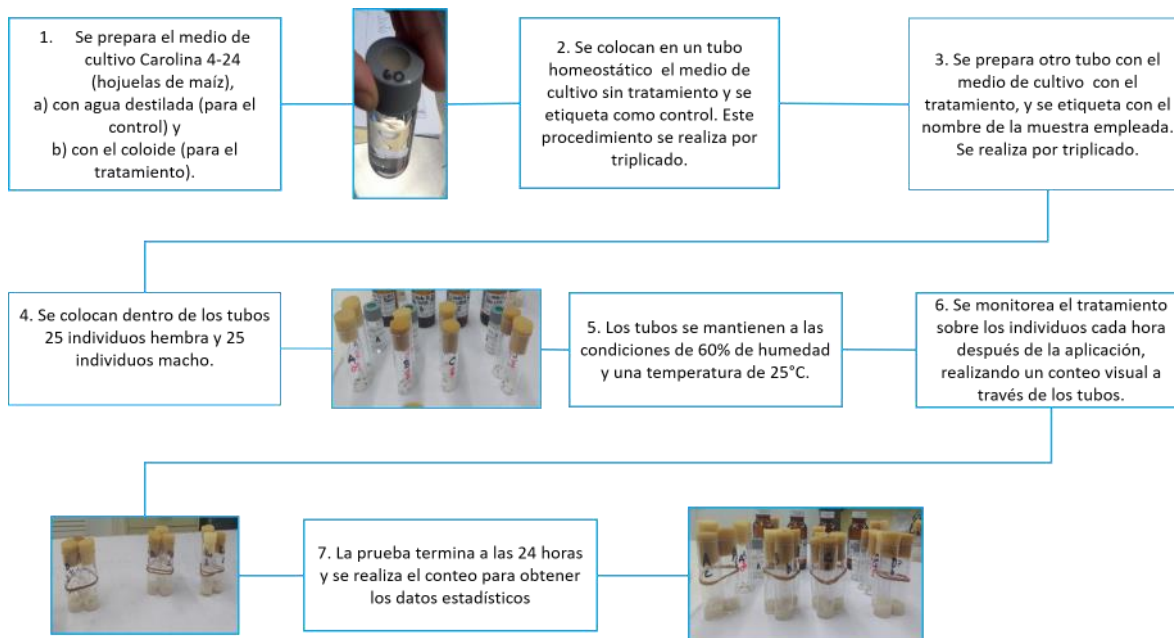 1. Se prepara el medio de
cultivo Carolina 4-24
(hojuelas de maíz),
a) con agua destilada (para el
control) y
b) con el coloide (para el
tratamiento).
60
2. Se colocan en un tubo
homeostático el medio de
cultivo sin tratamiento y se
etiqueta como control. Este
procedimiento se realiza por
triplicado.
3. Se prepara otro tubo con el
medio de cultivo con el
tratamiento, y se etiqueta con el
nombre de la muestra empleada.
Se realiza por triplicado.
4. Se colocan dentro de los tubos
25 individuos hembra y 25
individuos macho.
5. Los tubos se mantienen a las
condiciones de 60% de humedad
y una temperatura de 25°C.
6. Se monitorea el tratamiento
sobre los individuos cada hora
después de la aplicación,
realizando un conteo visual a
través de los tubos.
7. La prueba termina a las 24 horas
y se realiza el conteo para obtener
los datos estadísticos